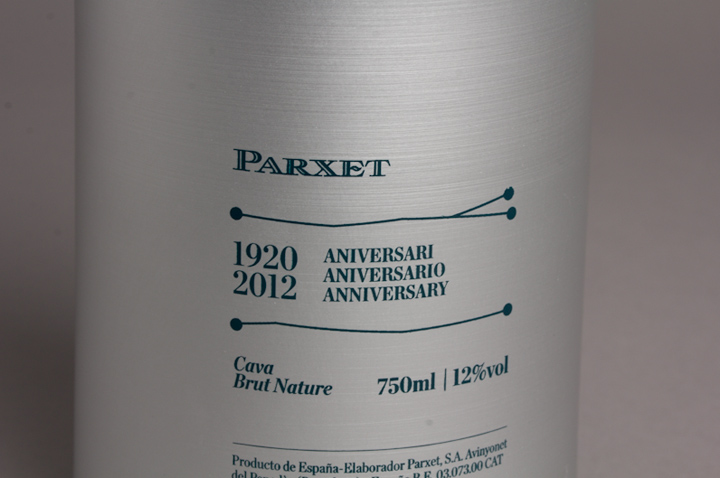 PARXET
1920 ANIVERSARI
ANIVERSARIO
2012 ANNIVERSARY
Cava
Brut Nature
750ml | 12%vol
Producto de España-Elaborador Parxet, S.A. Avinyonet
R.E. 03.073.00 CAT